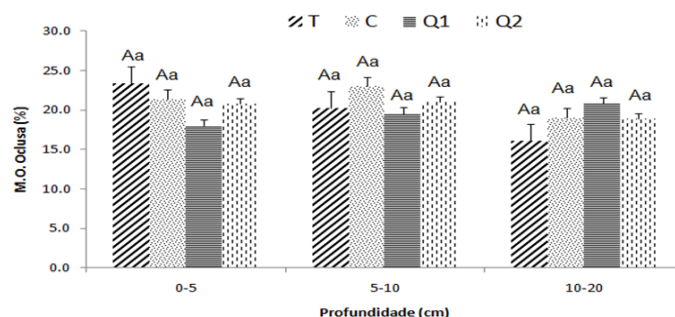 T C Q1 Q2
30.0
25.0
20.0
15.0
10.0
5.0
0.0
M.O. Oclusa (%)
Aa Aa Aa Aa
Aa Aa Aa Aa
Aa Aa Aa Aa
0-5 5-10 10-20
Profundidade (cm)